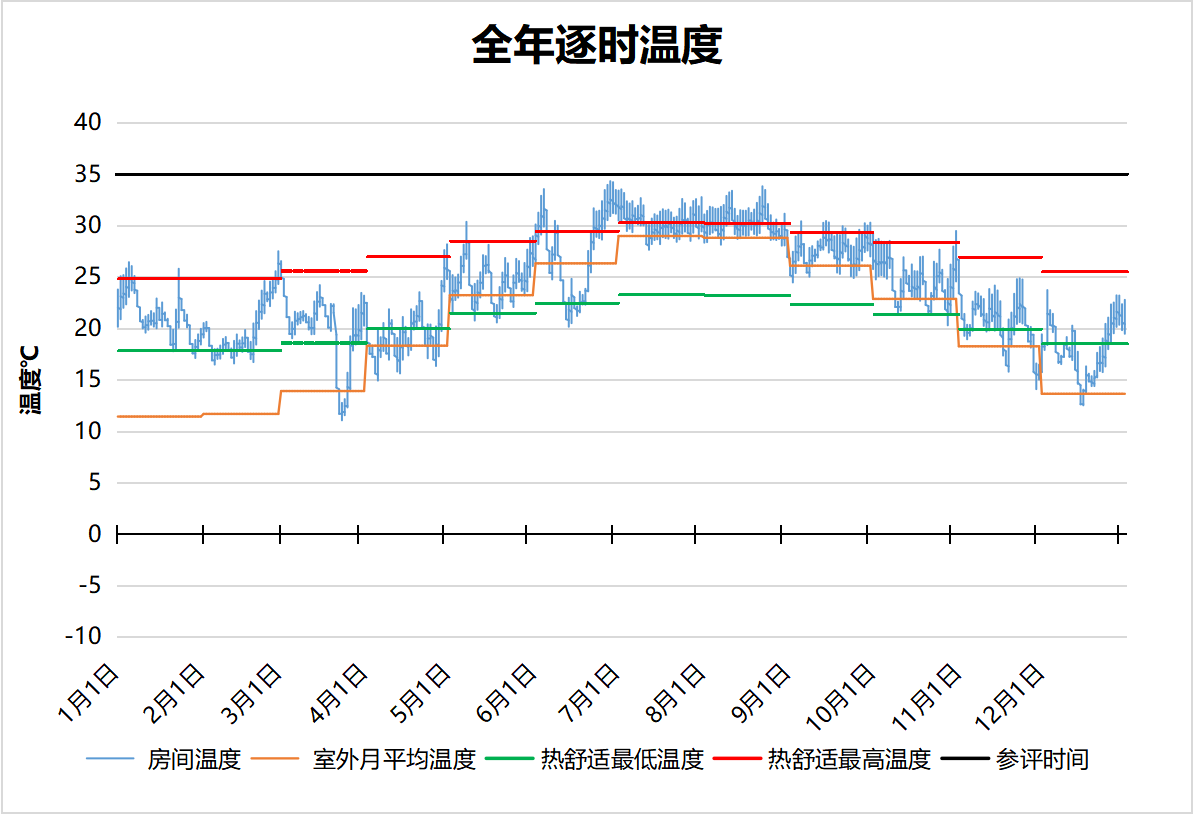 全年逐时温度
40
35
30
25
20
15
10
5
0
-5
-10
温度℃
1月1日
2月1日
3月1日
4月1日
5月1日
6月1日
7月1日
8月1日
9月1日
10月1日
11月1日
12月1日
房间温度 室外月平均温度 热舒适最低温度 热舒适最高温度 参评时间